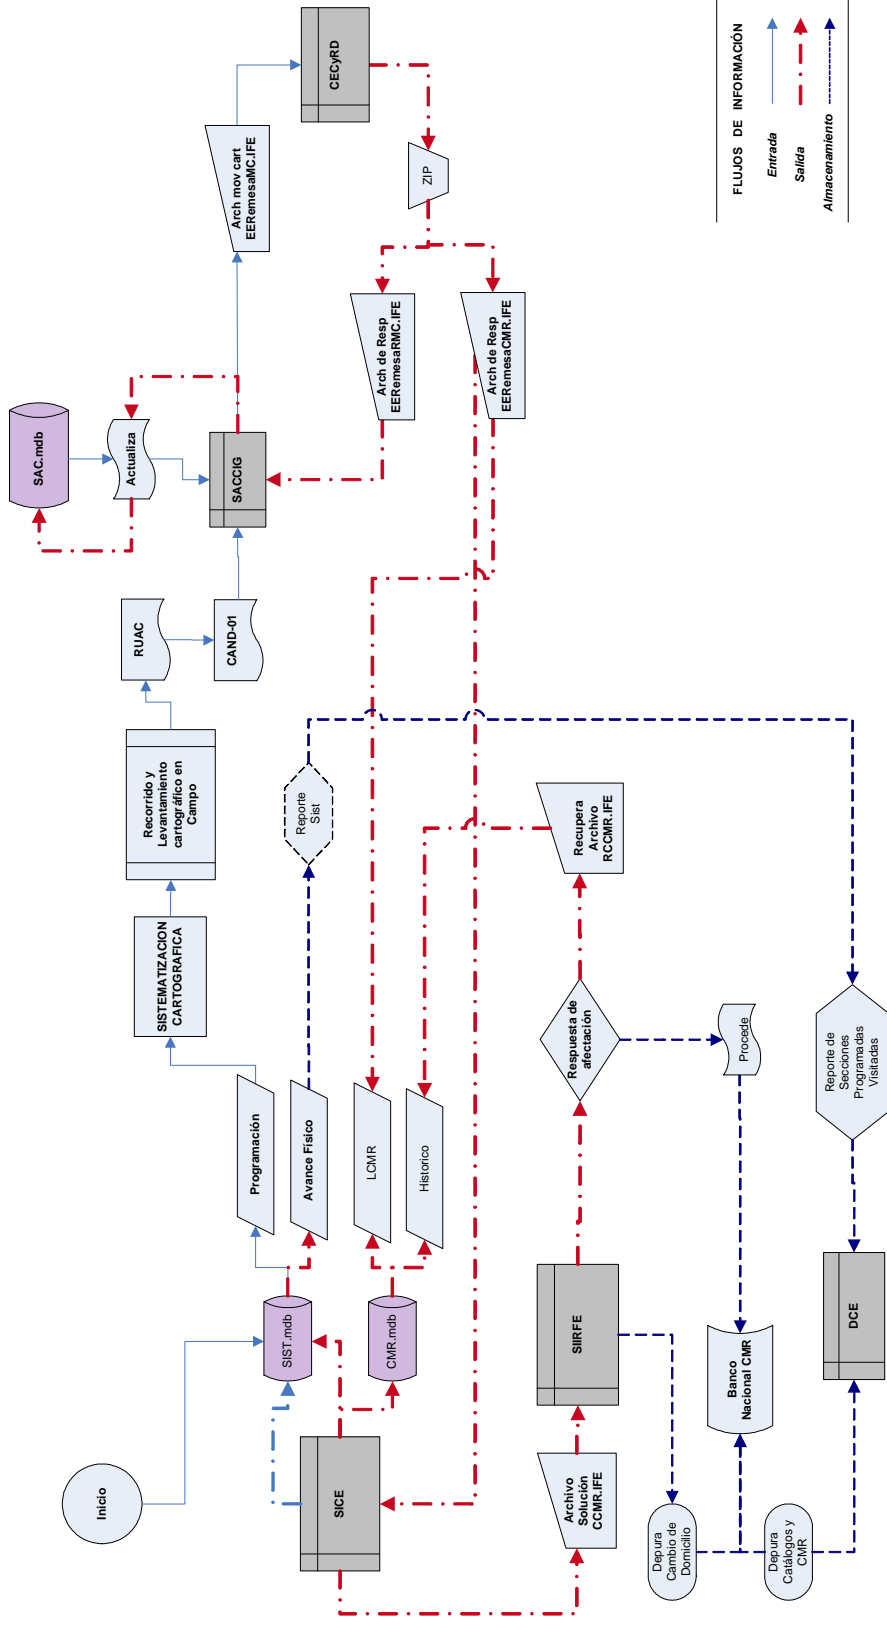 Inicio
SICE
SIST.mdb
CMR.mdb
Programación
Avance Físico
LCMR
Historico
SISTEMATIZACION
CARTOGRAFICA
Recorrido y
Levantamiento
cartográfico en
Campo
RUAC
CAND-01
SAC.mdb
Actualiza
SACCIG
Arch mov cart
EERemesaMC.IFE
CECyRD
ZIP
Arch de Resp
EERemesaRMC.IFE
Arch de Resp
EERemesaCMR.IFE
Reporte
Sist
Archivo
Solución
CCMR.IFE
SIIRFE
Respuesta de
afectación
Recupera
Archivo
RCCMR.IFE
Procede
Depura
Cambio de
Domicilio
Banco
Nacional CMR
Depura
Catálogos y
CMR
DCE
Reporte de
Secciones
Programadas
Visitadas
FLUJOS DE INFORMACIÓN
Entrada
Salida
Almacenamiento